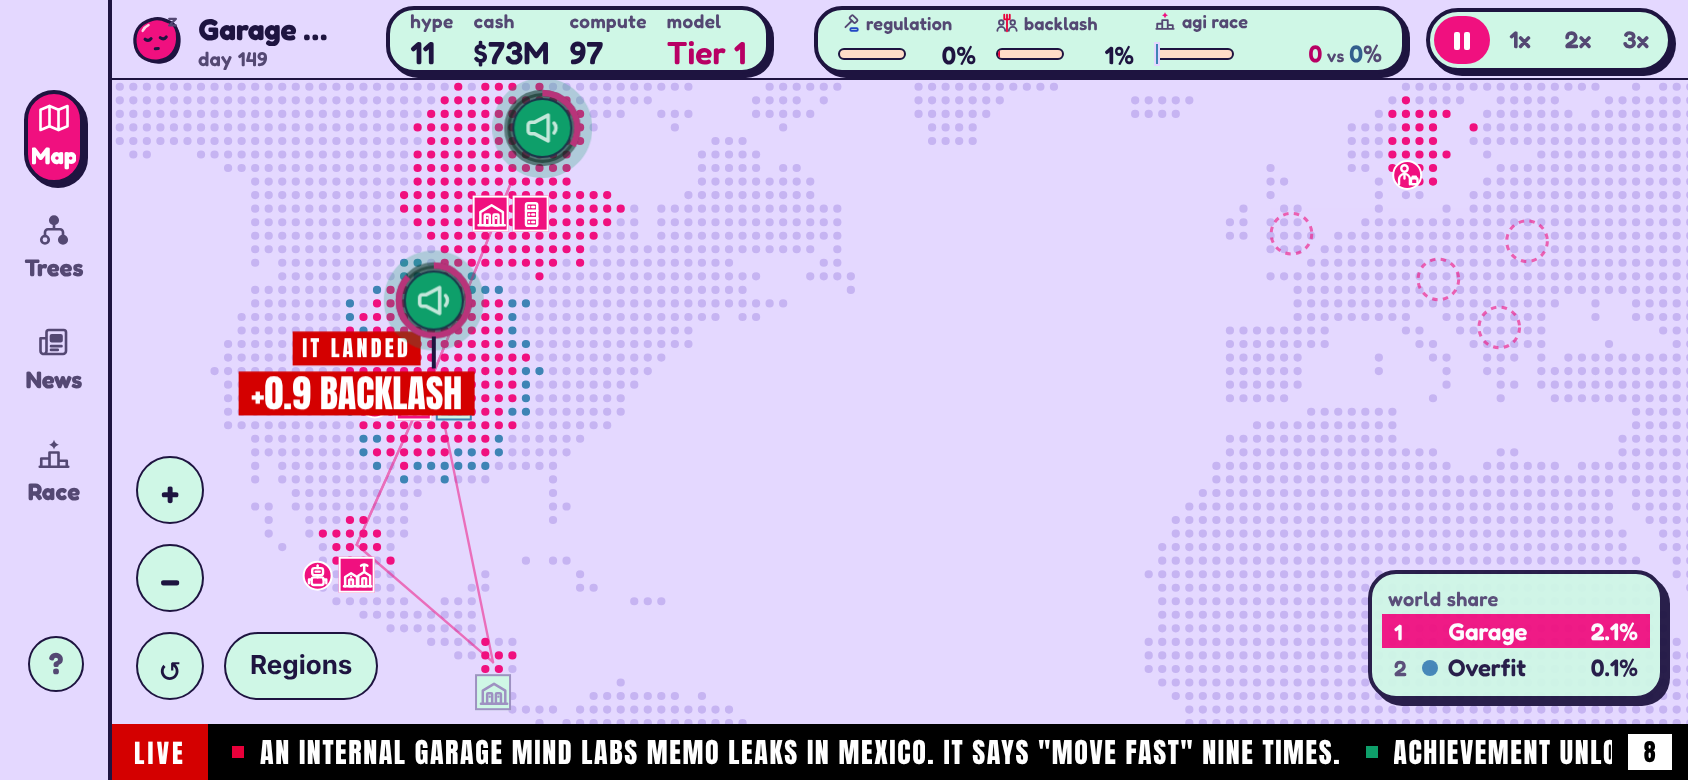 Garage ...
day 149
hype
11
cash
$73M
compute
97
model
Tier 1
regulation
0%
backlash
1%
agi race
0 vs 0%
1x
2x
3x
Map
Trees
News
Race
?
IT LANDED
+0.9 BACKLASH
+
−
↺
Regions
world share
1 Garage 2.1%
2 Overfit 0.1%
LIVE
AN INTERNAL GARAGE MIND LABS MEMO LEAKS IN MEXICO. IT SAYS "MOVE FAST" NINE TIMES.
ACHIEVEMENT UNLO
8